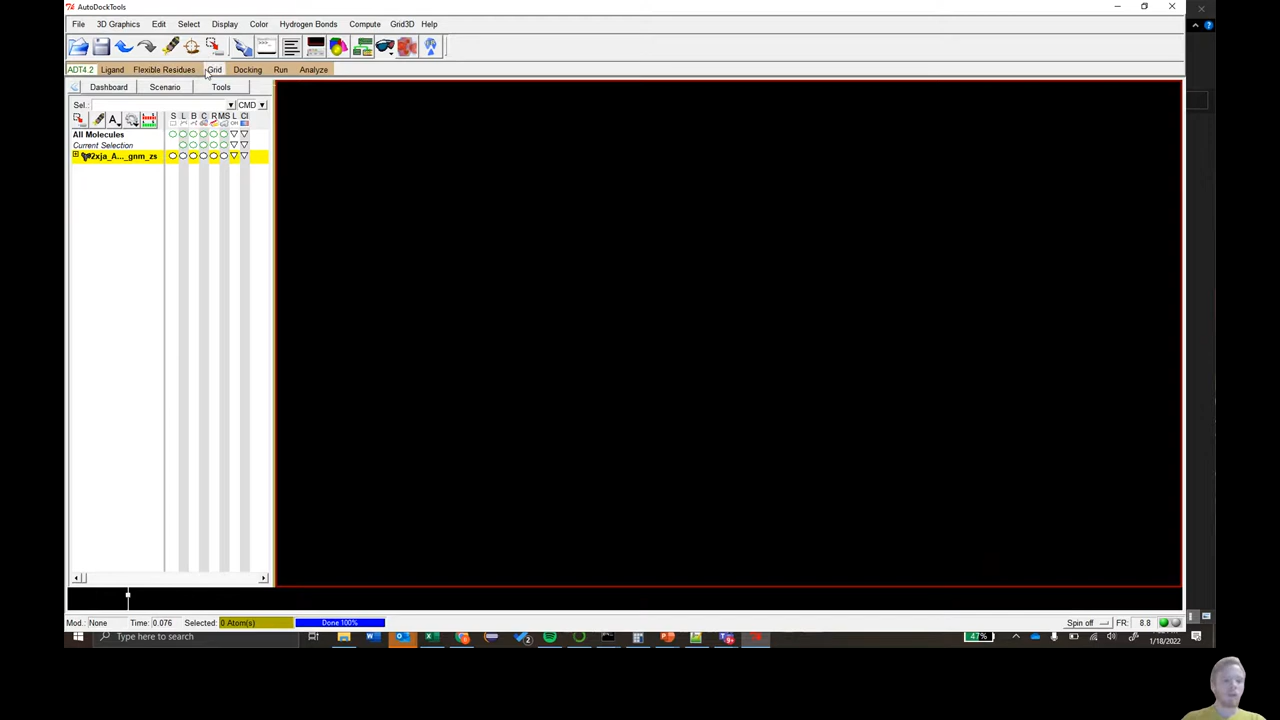 AutoDockTools
File 3D Graphics Edit Select Display Color Hydrogen Bonds Compute Grid3D Help
ADT4.2 Ligand Flexible Residues Grid Docking Run Analyze
Dashboard Scenario Tools
Sel.: CMD
S L B C R MS L Cl
All Molecules
Current Selection
2xja_A..._gnm_zs
Mod.: None Time: 0.076 Selected: 0 Atom(s) Done 100% Spin off FR: 8.8
Type here to search
47%
1/18/2022